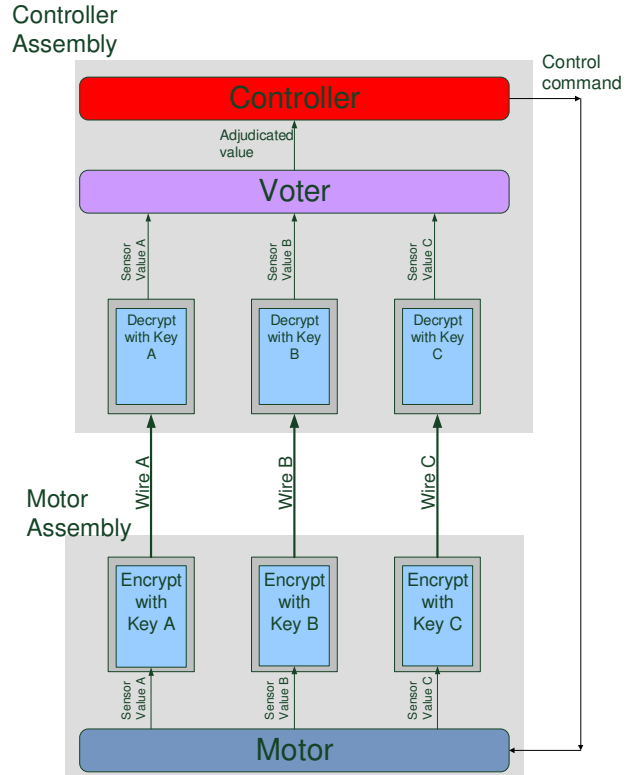 Controller
Assembly
Control
command
Controller
Adjudicated
value
Voter
Sensor
Value A
Sensor
Value B
Sensor
Value C
Decrypt
with Key
A
Decrypt
with Key
B
Decrypt
with Key
C
Wire A
Wire B
Wire C
Motor
Assembly
Encrypt
with
Key A
Encrypt
with
Key B
Encrypt
with
Key C
Sensor
Value A
Sensor
Value B
Sensor
Value C
Motor